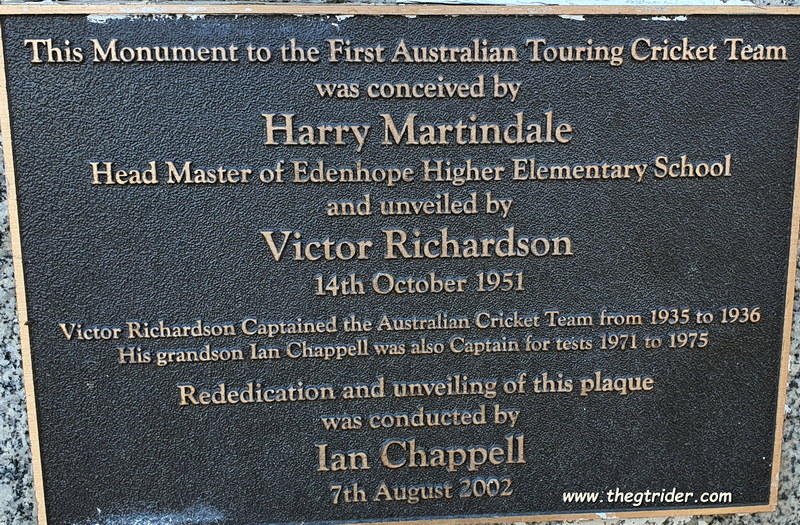 This Monument to the First Australian Touring Cricket Team
was conceived by
Harry Martindale
Head Master of Edenhope Higher Elementary School
and unveiled by
Victor Richardson
14th October 1951
Victor Richardson Captained the Australian Cricket Team from 1935 to 1936
His grandson Ian Chappell was also Captain for tests 1971 to 1975
Rededication and unveiling of this plaque
was conducted by
Ian Chappell
7th August 2002
www.thegtrider.com